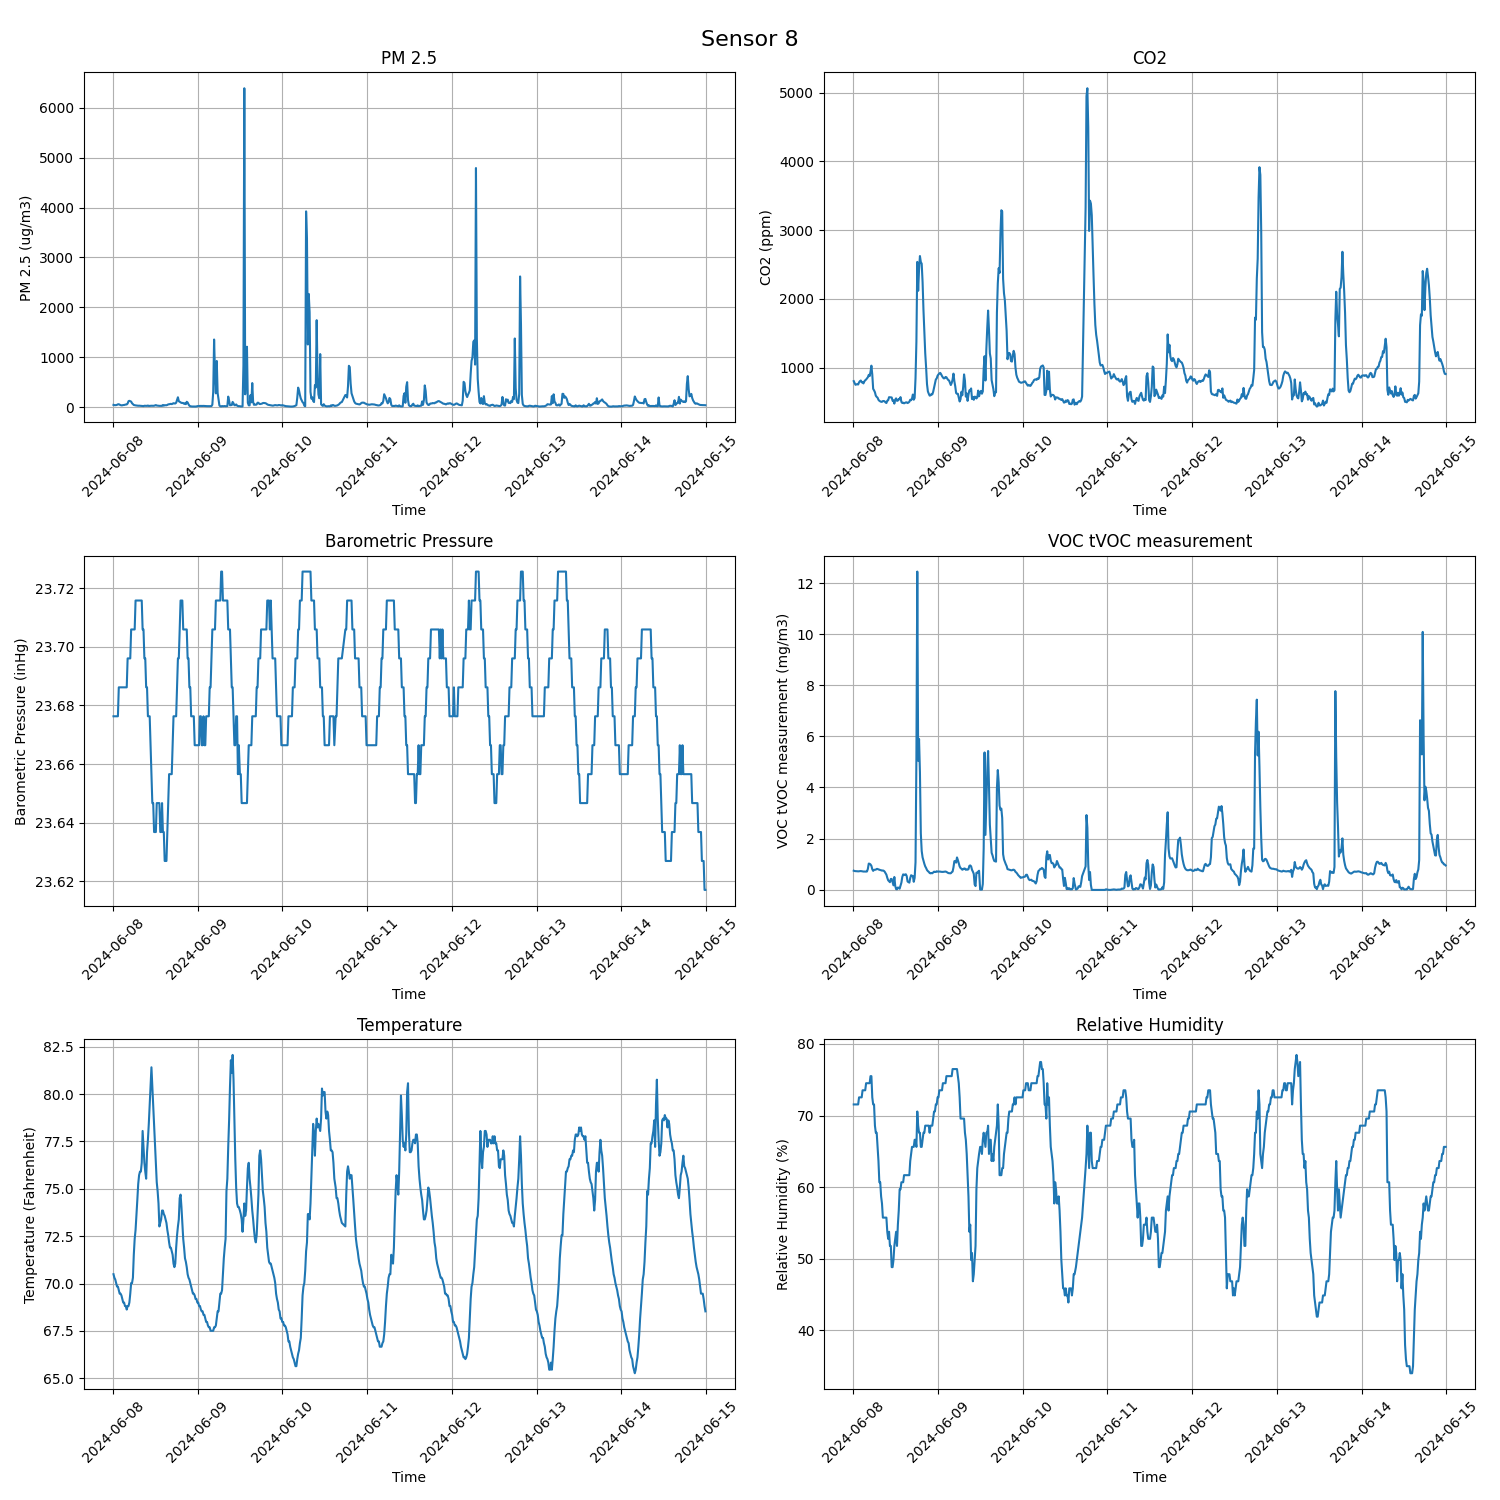 Sensor 8
PM 2.5
PM 2.5 (ug/m3)
6000
5000
4000
3000
2000
1000
0
2024-06-08 2024-06-09 2024-06-10 2024-06-11 2024-06-12 2024-06-13 2024-06-14 2024-06-15
Time
CO2
CO2 (ppm)
5000
4000
3000
2000
1000
2024-06-08 2024-06-09 2024-06-10 2024-06-11 2024-06-12 2024-06-13 2024-06-14 2024-06-15
Time
Barometric Pressure
Barometric Pressure (inHg)
23.72
23.70
23.68
23.66
23.64
23.62
2024-06-08 2024-06-09 2024-06-10 2024-06-11 2024-06-12 2024-06-13 2024-06-14 2024-06-15
Time
VOC tVOC measurement
VOC tVOC measurement (mg/m3)
12
10
8
6
4
2
0
2024-06-08 2024-06-09 2024-06-10 2024-06-11 2024-06-12 2024-06-13 2024-06-14 2024-06-15
Time
Temperature
Temperature (Fahrenheit)
82.5
80.0
77.5
75.0
72.5
70.0
67.5
65.0
2024-06-08 2024-06-09 2024-06-10 2024-06-11 2024-06-12 2024-06-13 2024-06-14 2024-06-15
Time
Relative Humidity
Relative Humidity (%)
80
70
60
50
40
2024-06-08 2024-06-09 2024-06-10 2024-06-11 2024-06-12 2024-06-13 2024-06-14 2024-06-15
Time